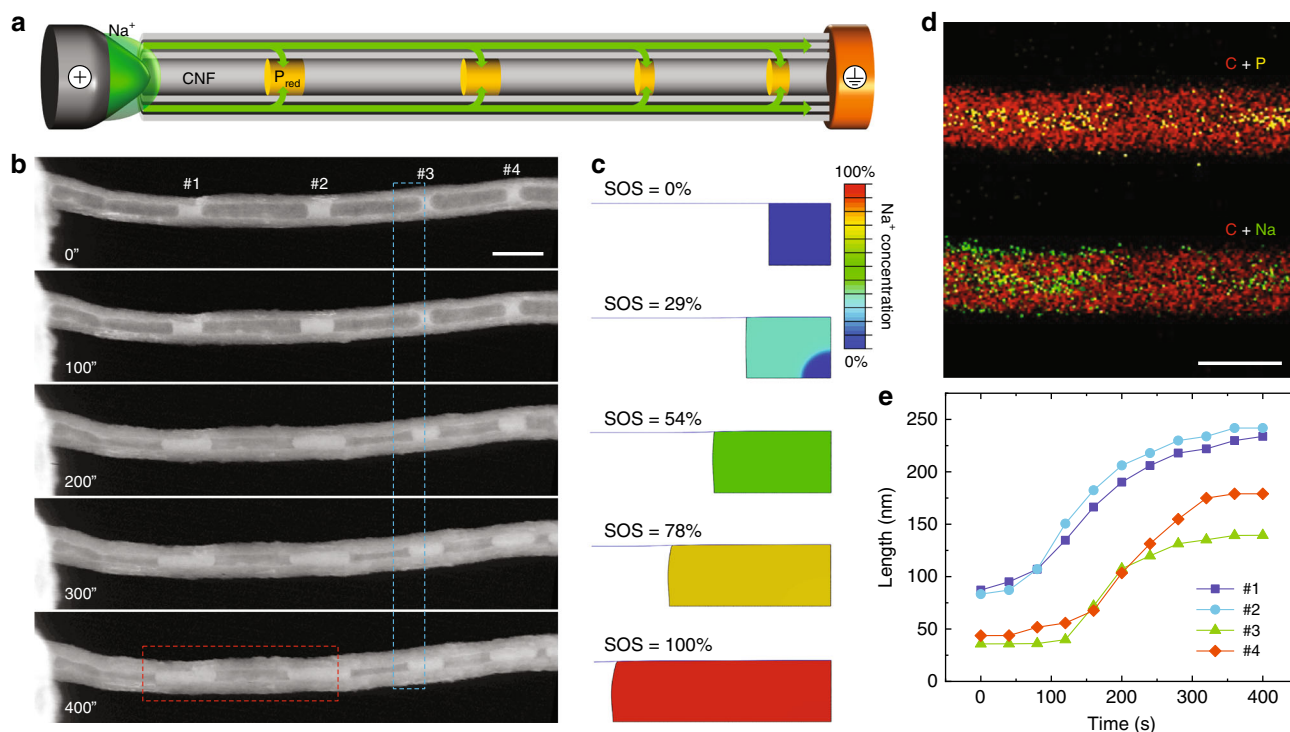 a
Na⁺
+
CNF
P_red
b
#1
#2
#3
#4
0”
100”
200”
300”
400”
c
SOS = 0%
SOS = 29%
SOS = 54%
SOS = 78%
SOS = 100%
100%
Na⁺ concentration
0%
d
C + P
C + Na
e
Length (nm)
250
200
150
100
50
0
0
100
200
300
400
Time (s)
#1
#2
#3
#4